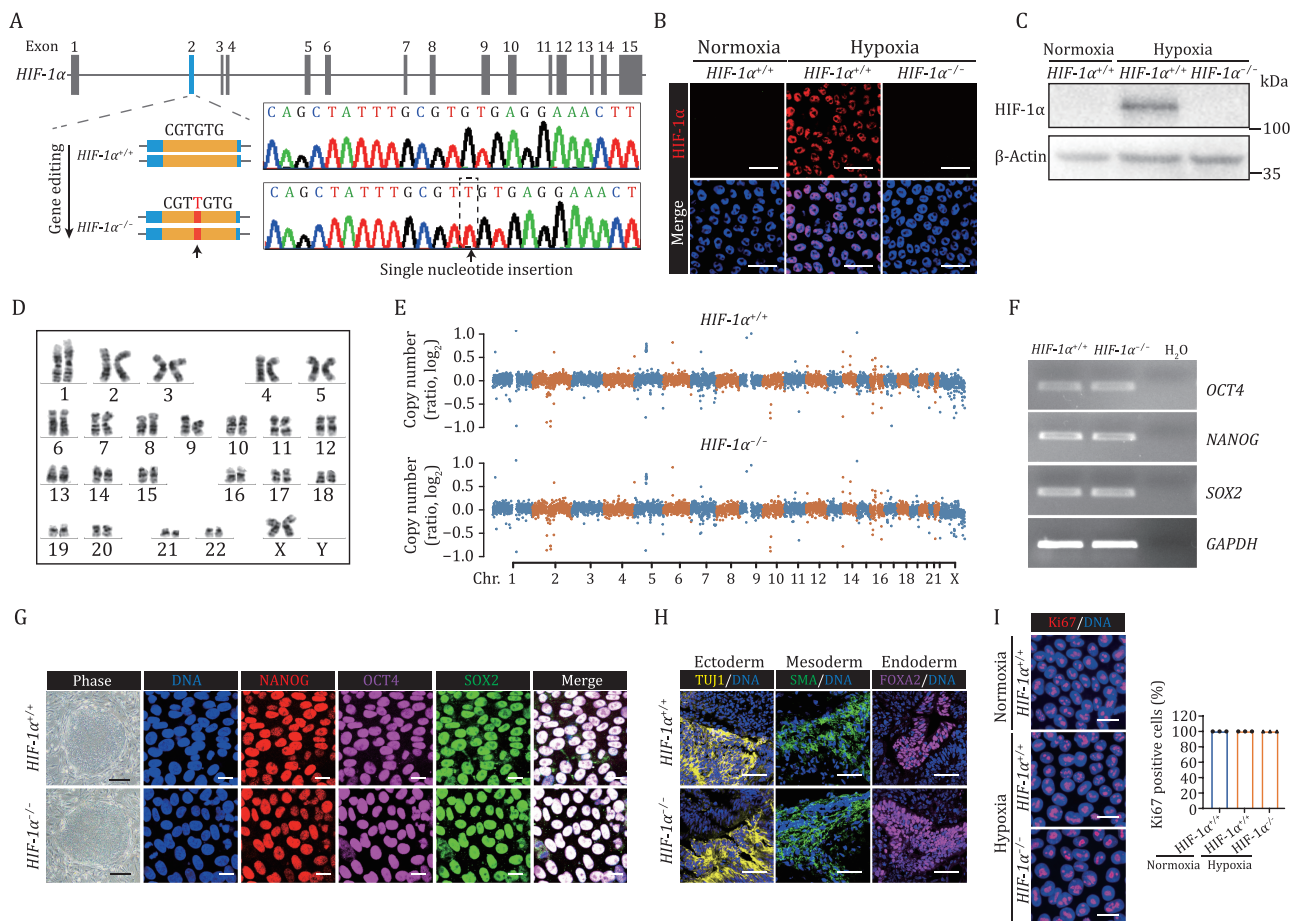 A
Exon 1 2 3 4 5 6 7 8 9 10 11 12 13 14 15
HIF-1α
CGTGTG
HIF-1α+/+
Gene editing
CGTTGTG
HIF-1α-/-
C A G C T A T T T G C G T G T G A G G A A A C T T
C A G C T A T T T G C G T T G T G A G G A A A C T
Single nucleotide insertion
B
Normoxia Hypoxia
HIF-1α+/+ HIF-1α+/+ HIF-1α-/-
HIF-1α
Merge
C
Normoxia Hypoxia
HIF-1α+/+ HIF-1α+/+ HIF-1α-/-
kDa
HIF-1α
100
β-Actin
35
D
1 2 3 4 5
6 7 8 9 10 11 12
13 14 15 16 17 18
19 20 21 22 X Y
E
HIF-1α+/+
Copy number
(ratio, log2)
1.0
0.5
0.0
−0.5
−1.0
HIF-1α-/-
Copy number
(ratio, log2)
1.0
0.5
0.0
−0.5
−1.0
Chr. 1 2 3 4 5 6 7 8 9 10 11 12 14 16 18 21 X
F
HIF-1α+/+ HIF-1α-/- H2O
OCT4
NANOG
SOX2
GAPDH
G
Phase DNA NANOG OCT4 SOX2 Merge
HIF-1α+/+
HIF-1α-/-
H
Ectoderm Mesoderm Endoderm
TUJ1/DNA SMA/DNA FOXA2/DNA
HIF-1α+/+
HIF-1α-/-
I
Ki67/DNA
Normoxia
HIF-1α+/+
Hypoxia
HIF-1α+/+
HIF-1α-/-
Ki67 positive cells (%)
120
100
80
60
40
20
0
HIF-1α+/+ HIF-1α+/+ HIF-1α-/-
Normoxia Hypoxia